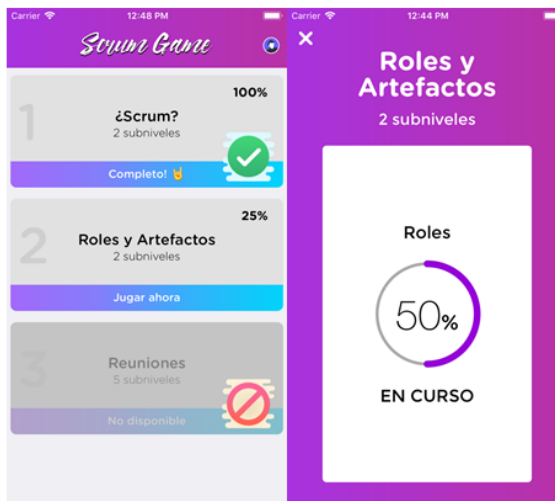 Carrier 12:48 PM
Scrum Game
1
100%
¿Scrum?
2 subniveles
Completo! 🤘
2
25%
Roles y Artefactos
2 subniveles
Jugar ahora
3
Reuniones
5 subniveles
No disponible
Carrier 12:44 PM
×
Roles y
Artefactos
2 subniveles
Roles
50%
EN CURSO